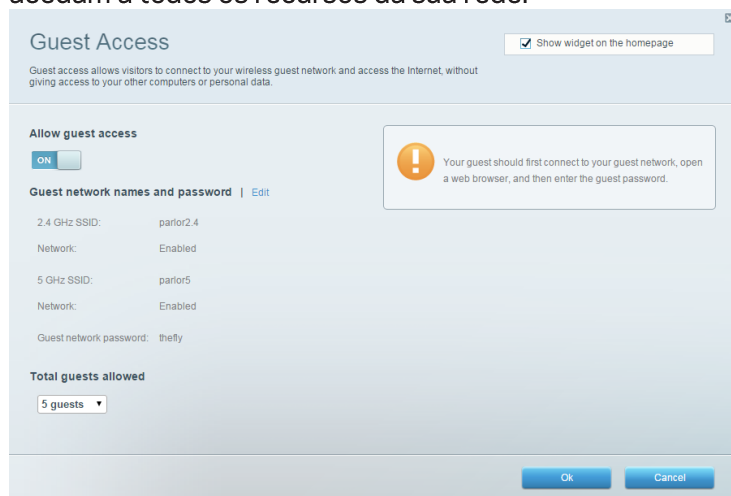 acedam a todos os recursos da sua rede.
Guest Access
Show widget on the homepage
Guest access allows visitors to connect to your wireless guest network and access the Internet, without
giving access to your other computers or personal data.
Allow guest access
ON
Your guest should first connect to your guest network, open
a web browser, and then enter the guest password.
Guest network names and password | Edit
2.4 GHz SSID: parlor2.4
Network: Enabled
5 GHz SSID: parlor5
Network: Enabled
Guest network password: thefly
Total guests allowed
5 guests
Ok Cancel